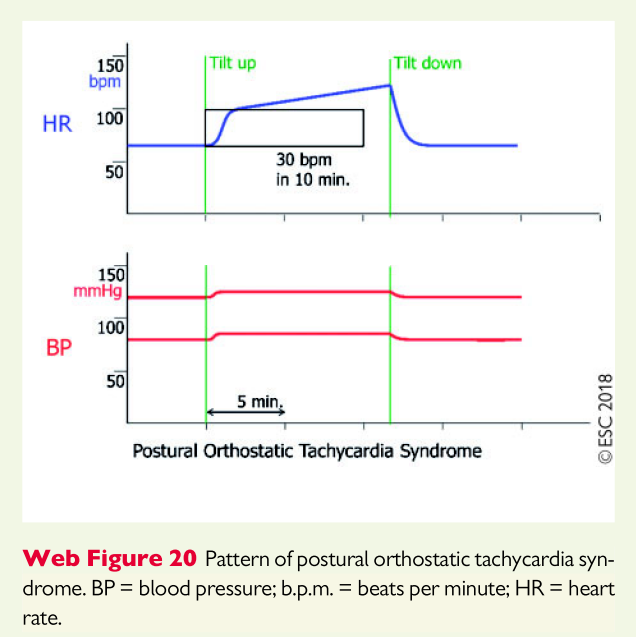 150
Tilt up
Tilt down
bpm
HR
100
30 bpm
in 10 min.
50
150
mmHg
100
BP
50
5 min.
Postural Orthostatic Tachycardia Syndrome
© ESC 2018
Web Figure 20 Pattern of postural orthostatic tachycardia syn-
drome. BP = blood pressure; b.p.m. = beats per minute; HR = heart
rate.